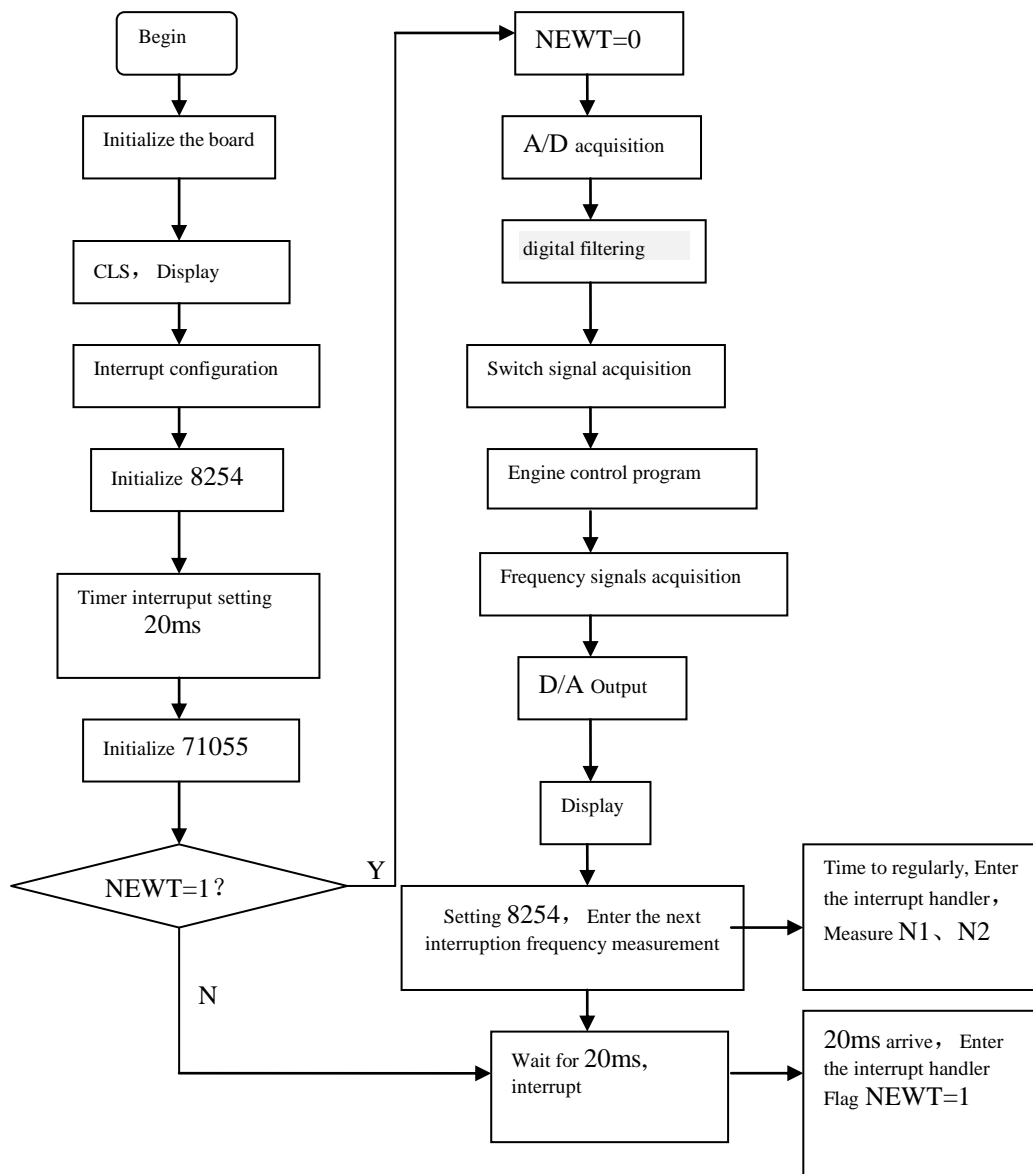 Begin
Initialize the board
CLS， Display
Interrupt configuration
Initialize 8254
Timer interruput setting
20ms
Initialize 71055
NEWT=1？
Y
N
NEWT=0
A/D acquisition
digital filtering
Switch signal acquisition
Engine control program
Frequency signals acquisition
D/A Output
Display
Setting 8254， Enter the next
interruption frequency measurement
Wait for 20ms,
interrupt
Time to regularly, Enter
the interrupt handler，
Measure N1、N2
20ms arrive， Enter
the interrupt handler
Flag NEWT=1